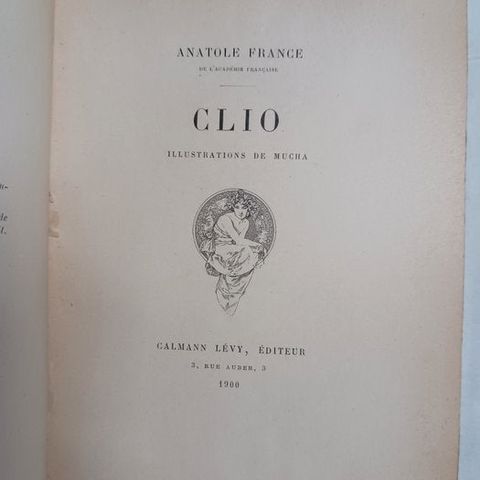 ANATOLE FRANCE
DE L'ACADÉMIE FRANÇAISE
CLIO
ILLUSTRATIONS DE MUCHA
CALMANN LÉVY, ÉDITEUR
3, RUE AUBER, 3
1900